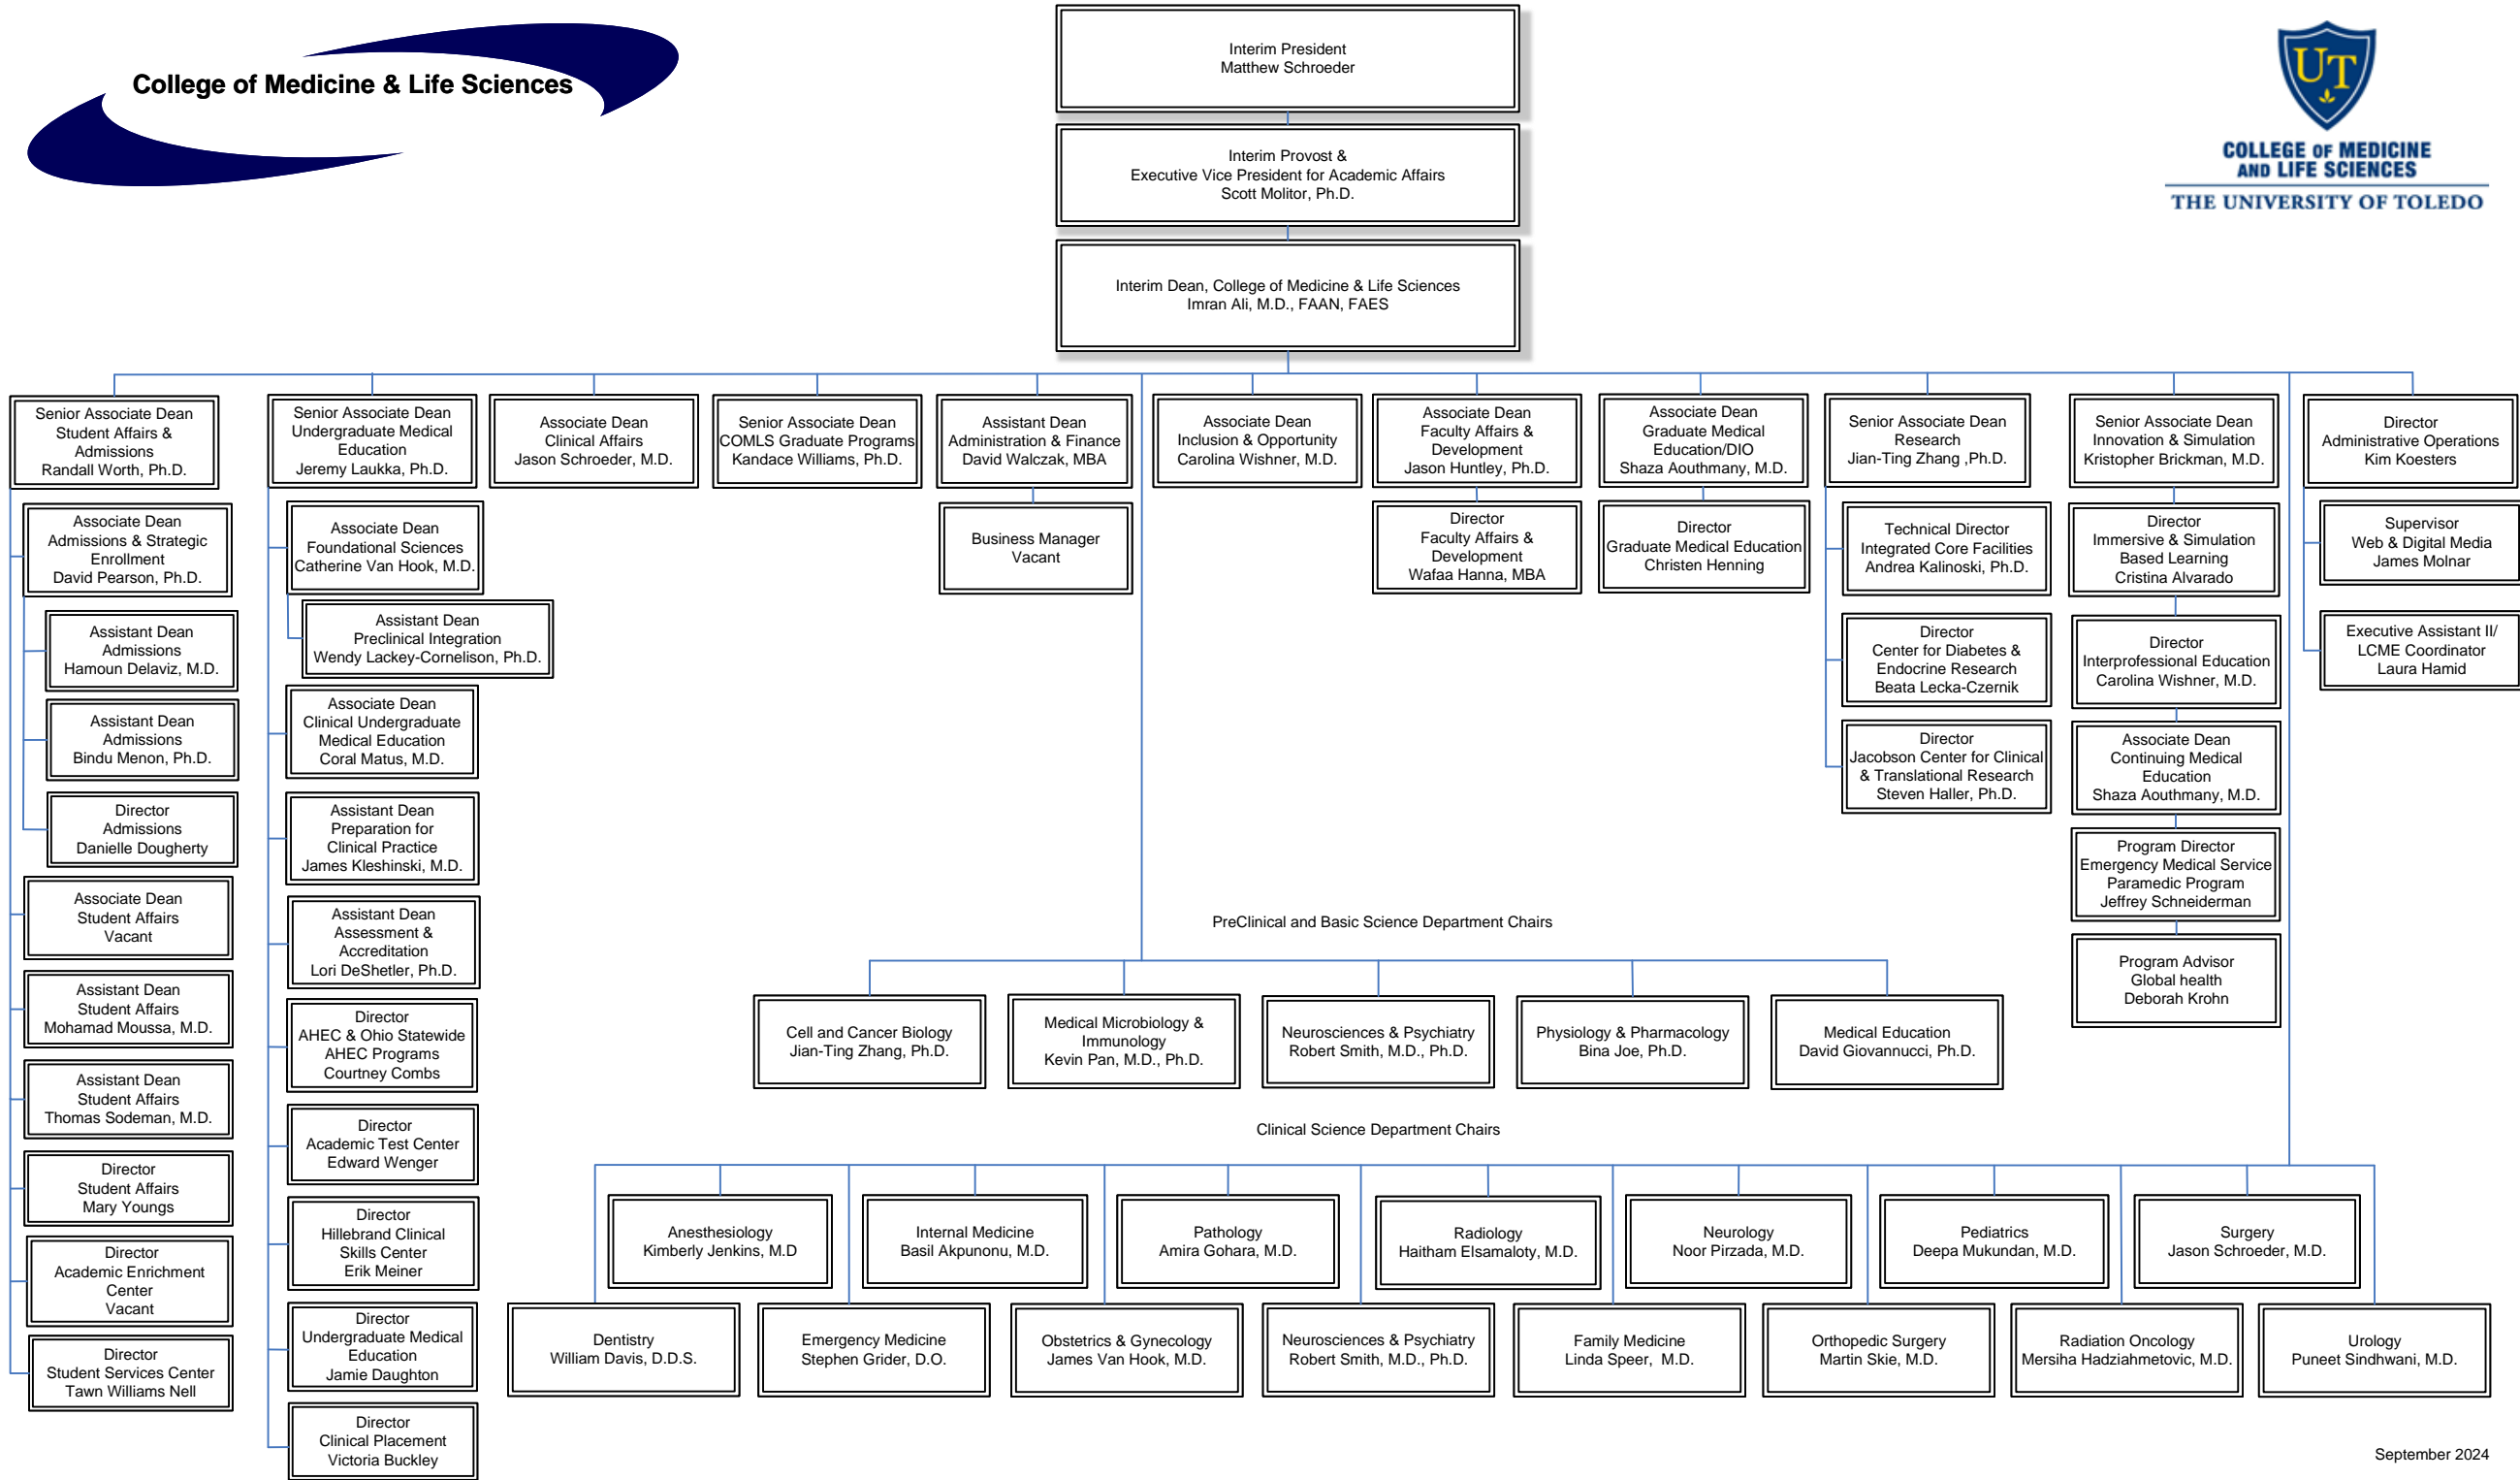 College of Medicine & Life Sciences
Interim President
Matthew Schroeder
UT
COLLEGE OF MEDICINE
AND LIFE SCIENCES
THE UNIVERSITY OF TOLEDO
Interim Provost &
Executive Vice President for Academic Affairs
Scott Molitor, Ph.D.
Interim Dean, College of Medicine & Life Sciences
Imran Ali, M.D., FAAN, FAES
Senior Associate Dean
Student Affairs &
Admissions
Randall Worth, Ph.D.
Senior Associate Dean
Undergraduate Medical
Education
Jeremy Laukka, Ph.D.
Associate Dean
Clinical Affairs
Jason Schroeder, M.D.
Senior Associate Dean
COMLS Graduate Programs
Kandace Williams, Ph.D.
Assistant Dean
Administration & Finance
David Walczak, MBA
Associate Dean
Inclusion & Opportunity
Carolina Wishner, M.D.
Associate Dean
Faculty Affairs &
Development
Jason Huntley, Ph.D.
Associate Dean
Graduate Medical
Education/DIO
Shaza Aouthmany, M.D.
Senior Associate Dean
Research
Jian-Ting Zhang ,Ph.D.
Senior Associate Dean
Innovation & Simulation
Kristopher Brickman, M.D.
Director
Administrative Operations
Kim Koesters
Associate Dean
Admissions & Strategic
Enrollment
David Pearson, Ph.D.
Assistant Dean
Admissions
Hamoun Delaviz, M.D.
Assistant Dean
Admissions
Bindu Menon, Ph.D.
Director
Admissions
Danielle Dougherty
Associate Dean
Student Affairs
Vacant
Assistant Dean
Student Affairs
Mohamad Moussa, M.D.
Assistant Dean
Student Affairs
Thomas Sodeman, M.D.
Director
Student Affairs
Mary Youngs
Director
Academic Enrichment
Center
Vacant
Director
Student Services Center
Tawn Williams Nell
Associate Dean
Foundational Sciences
Catherine Van Hook, M.D.
Assistant Dean
Preclinical Integration
Wendy Lackey-Cornelison, Ph.D.
Associate Dean
Clinical Undergraduate
Medical Education
Coral Matus, M.D.
Assistant Dean
Preparation for
Clinical Practice
James Kleshinski, M.D.
Assistant Dean
Assessment &
Accreditation
Lori DeShetler, Ph.D.
Director
AHEC & Ohio Statewide
AHEC Programs
Courtney Combs
Director
Academic Test Center
Edward Wenger
Director
Hillebrand Clinical
Skills Center
Erik Meiner
Director
Undergraduate Medical
Education
Jamie Daughton
Director
Clinical Placement
Victoria Buckley
Business Manager
Vacant
Director
Faculty Affairs &
Development
Wafaa Hanna, MBA
Director
Graduate Medical Education
Christen Henning
Technical Director
Integrated Core Facilities
Andrea Kalinoski, Ph.D.
Director
Center for Diabetes &
Endocrine Research
Beata Lecka-Czernik
Director
Jacobson Center for Clinical
& Translational Research
Steven Haller, Ph.D.
Director
Immersive & Simulation
Based Learning
Cristina Alvarado
Director
Interprofessional Education
Carolina Wishner, M.D.
Associate Dean
Continuing Medical
Education
Shaza Aouthmany, M.D.
Program Director
Emergency Medical Service
Paramedic Program
Jeffrey Schneiderman
Program Advisor
Global health
Deborah Krohn
Supervisor
Web & Digital Media
James Molnar
Executive Assistant II/
LCME Coordinator
Laura Hamid
PreClinical and Basic Science Department Chairs
Cell and Cancer Biology
Jian-Ting Zhang, Ph.D.
Medical Microbiology &
Immunology
Kevin Pan, M.D., Ph.D.
Neurosciences & Psychiatry
Robert Smith, M.D., Ph.D.
Physiology & Pharmacology
Bina Joe, Ph.D.
Medical Education
David Giovannucci, Ph.D.
Clinical Science Department Chairs
Anesthesiology
Kimberly Jenkins, M.D
Internal Medicine
Basil Akpunonu, M.D.
Pathology
Amira Gohara, M.D.
Radiology
Haitham Elsamaloty, M.D.
Neurology
Noor Pirzada, M.D.
Pediatrics
Deepa Mukundan, M.D.
Surgery
Jason Schroeder, M.D.
Dentistry
William Davis, D.D.S.
Emergency Medicine
Stephen Grider, D.O.
Obstetrics & Gynecology
James Van Hook, M.D.
Neurosciences & Psychiatry
Robert Smith, M.D., Ph.D.
Family Medicine
Linda Speer, M.D.
Orthopedic Surgery
Martin Skie, M.D.
Radiation Oncology
Mersiha Hadziahmetovic, M.D.
Urology
Puneet Sindhwani, M.D.
September 2024